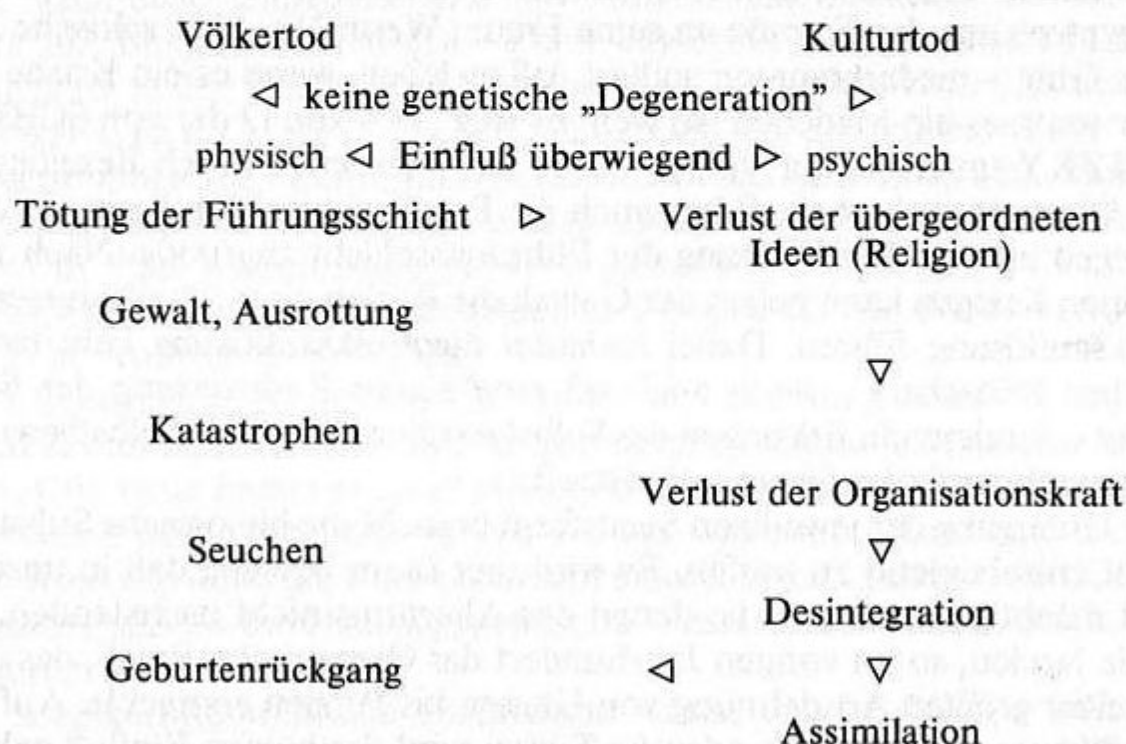 Völkertod Kulturtod
◁ keine genetische „Degeneration” ▷
physisch ◁ Einfluß überwiegend ▷ psychisch
Tötung der Führungsschicht ▷ Verlust der übergeordneten
Ideen (Religion)
Gewalt, Ausrottung
▽
Katastrophen
Verlust der Organisationskraft
Seuchen ▽
Desintegration
Geburtenrückgang ◁ ▽
Assimilation